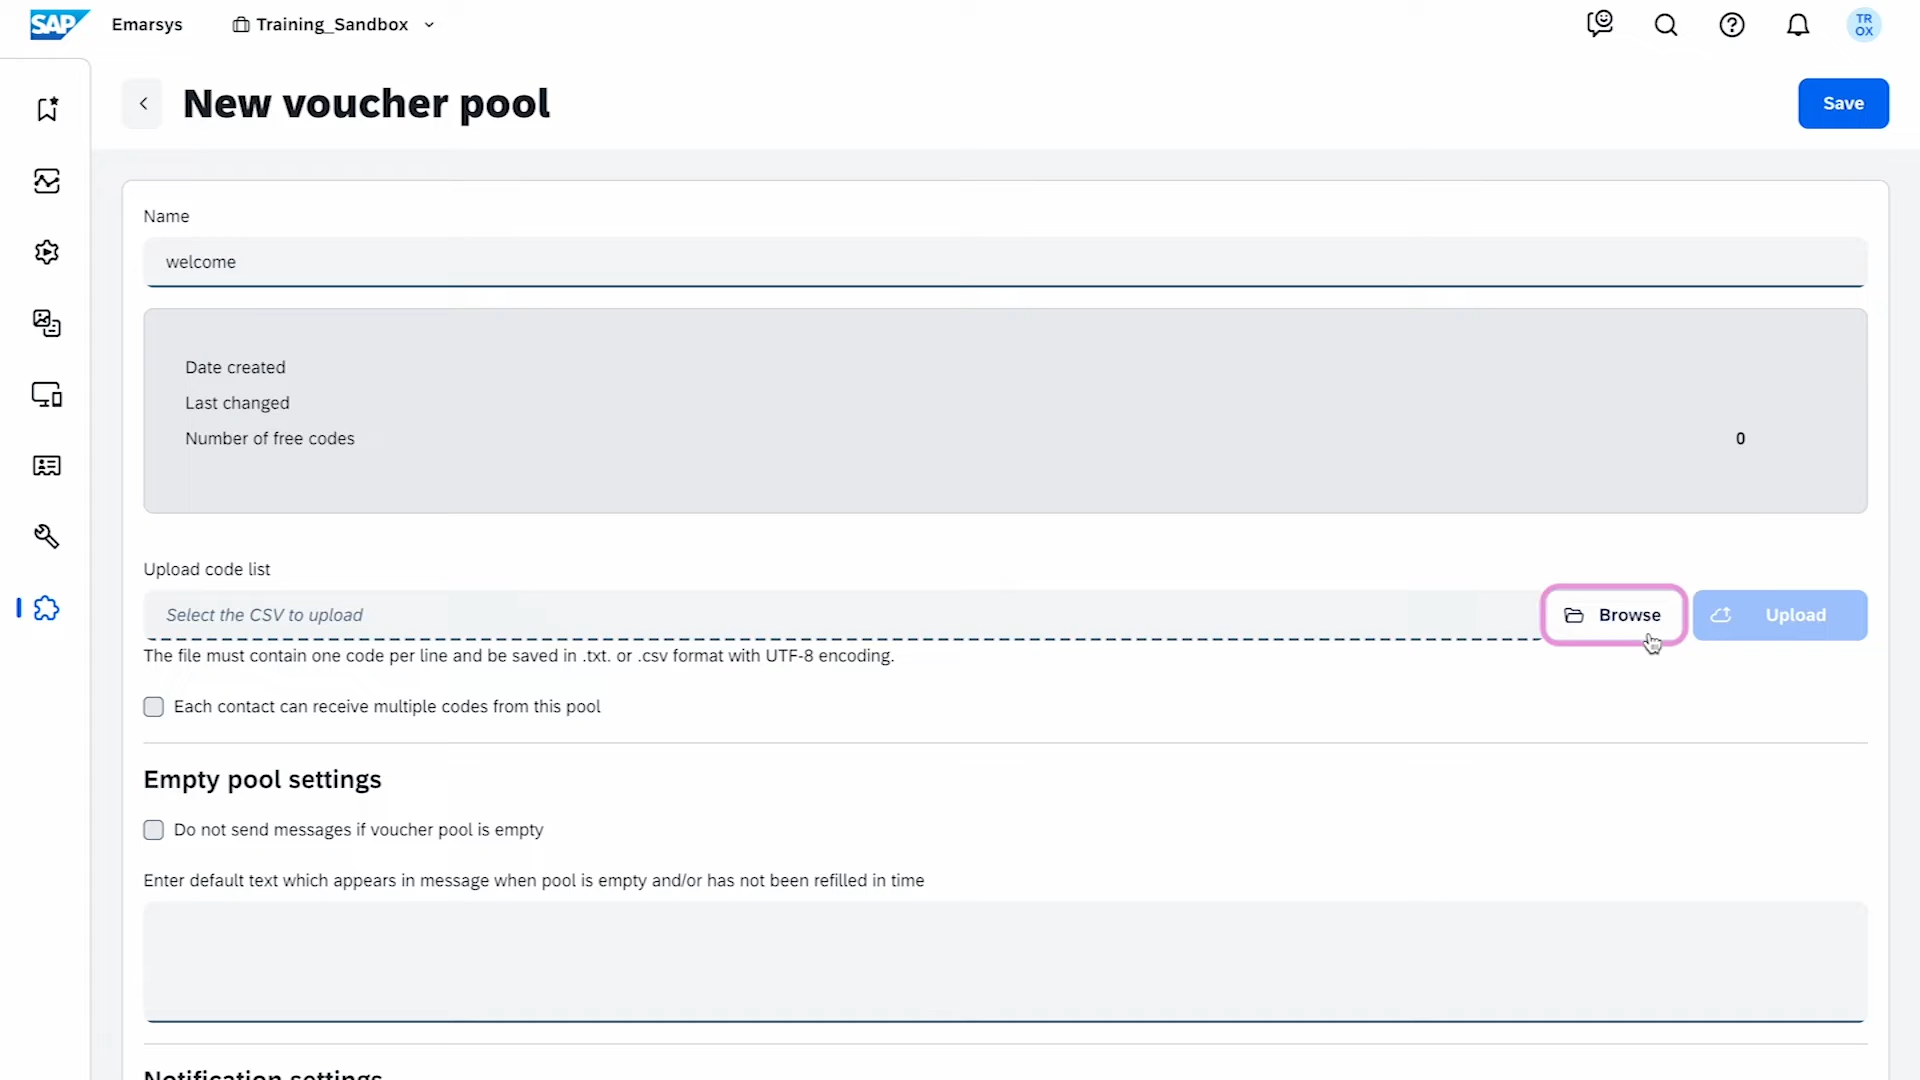 SAP
Emarsys
Training_Sandbox
TR
OX
New voucher pool
Save
Name
welcome
Date created
Last changed
Number of free codes
0
Upload code list
Select the CSV to upload
Browse
Upload
The file must contain one code per line and be saved in .txt. or .csv format with UTF-8 encoding.
Each contact can receive multiple codes from this pool
Empty pool settings
Do not send messages if voucher pool is empty
Enter default text which appears in message when pool is empty and/or has not been refilled in time
Notification settings